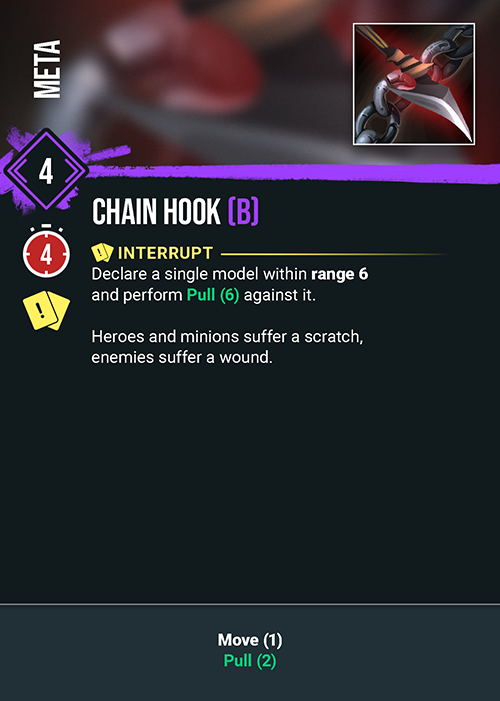 META
4
CHAIN HOOK (B)
4
! INTERRUPT
Declare a single model within range 6
and perform Pull (6) against it.
!
Heroes and minions suffer a scratch,
enemies suffer a wound.
Move (1)
Pull (2)